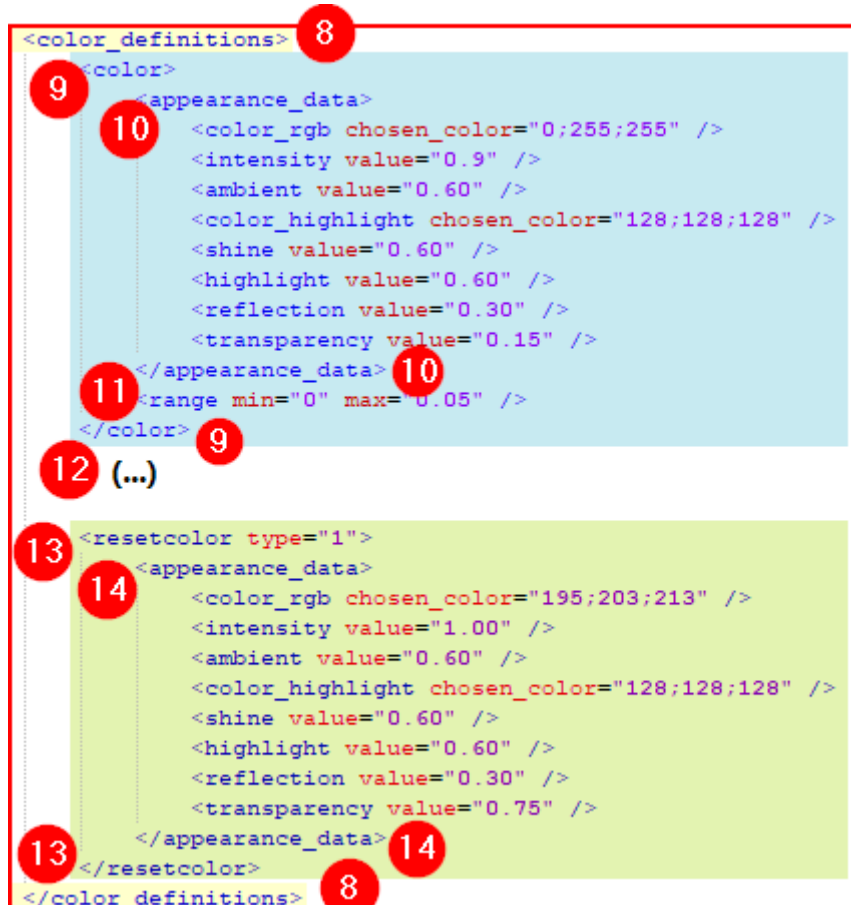 <color_definitions> 8
9 <color>
<appearance_data>
10 <color_rgb chosen_color="0;255;255" />
<intensity value="0.9" />
<ambient value="0.60" />
<color_highlight chosen_color="128;128;128" />
<shine value="0.60" />
<highlight value="0.60" />
<reflection value="0.30" />
<transparency value="0.15" />
</appearance_data> 10
11 <range min="0" max="0.05" />
</color> 9
12 (...)
13 <resetcolor type="1">
<appearance_data>
14 <color_rgb chosen_color="195;203;213" />
<intensity value="1.00" />
<ambient value="0.60" />
<color_highlight chosen_color="128;128;128" />
<shine value="0.60" />
<highlight value="0.60" />
<reflection value="0.30" />
<transparency value="0.75" />
</appearance_data> 14
13 </resetcolor>
</color_definitions> 8